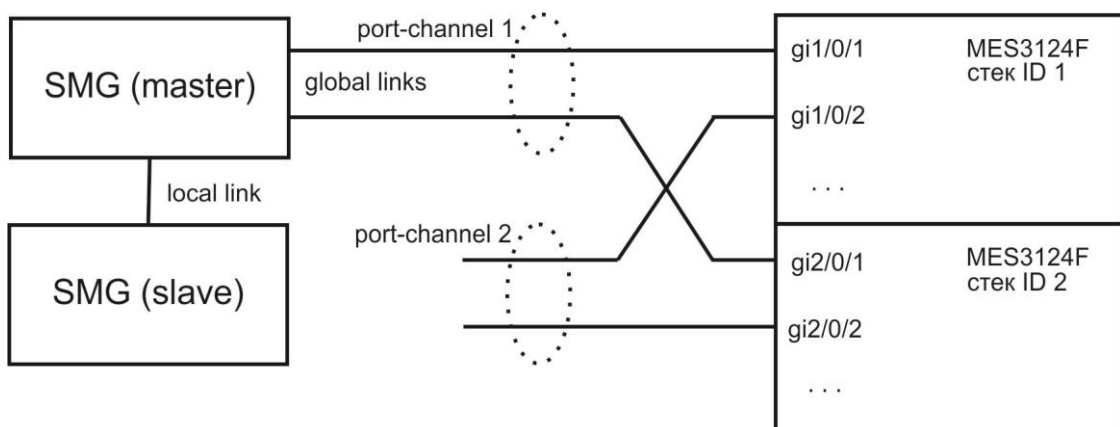 port-channel 1
SMG (master)
global links
gi1/0/1
MES3124F
стек ID 1
gi1/0/2
. . .
local link
port-channel 2
SMG (slave)
gi2/0/1
MES3124F
стек ID 2
gi2/0/2
. . .